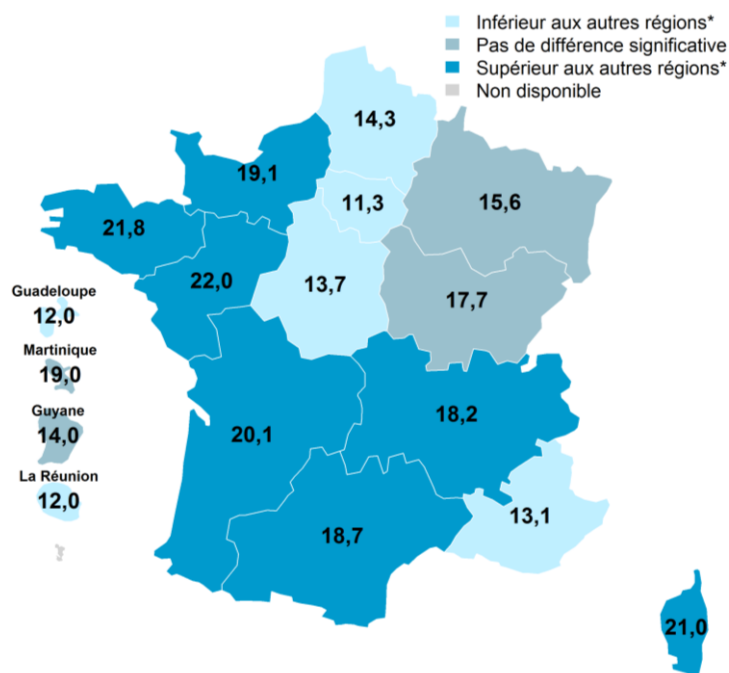 Inférieur aux autres régions*
Pas de différence significative
Supérieur aux autres régions*
Non disponible
14,3
19,1
11,3
15,6
21,8
22,0
13,7
17,7
Guadeloupe
12,0
Martinique
19,0
Guyane
14,0
La Réunion
12,0
20,1
18,2
18,7
13,1
21,0